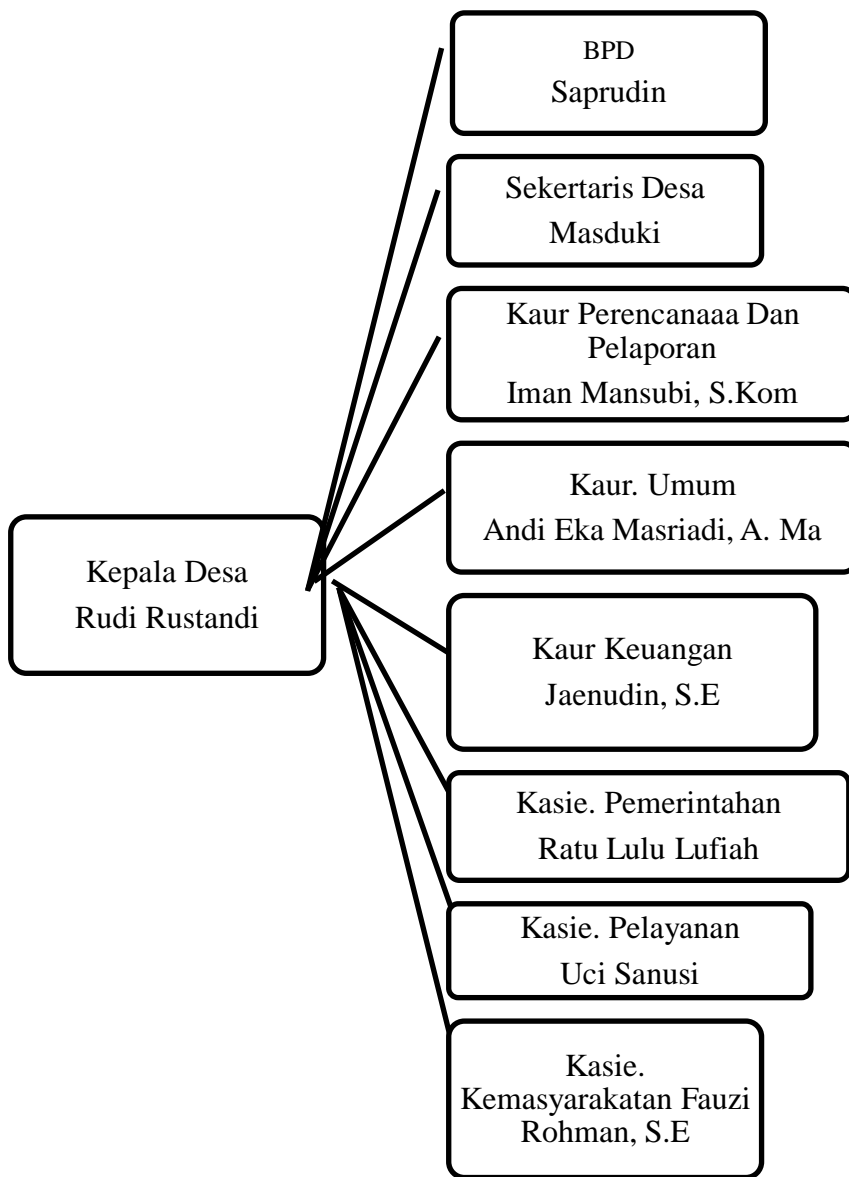 BPD
Saprudin
Sekertaris Desa
Masduki
Kaur Perencanaaa Dan
Pelaporan
Iman Mansubi, S.Kom
Kaur. Umum
Andi Eka Masriadi, A. Ma
Kepala Desa
Rudi Rustandi
Kaur Keuangan
Jaenudin, S.E
Kasie. Pemerintahan
Ratu Lulu Lufiah
Kasie. Pelayanan
Uci Sanusi
Kasie.
Kemasyarakatan Fauzi
Rohman, S.E